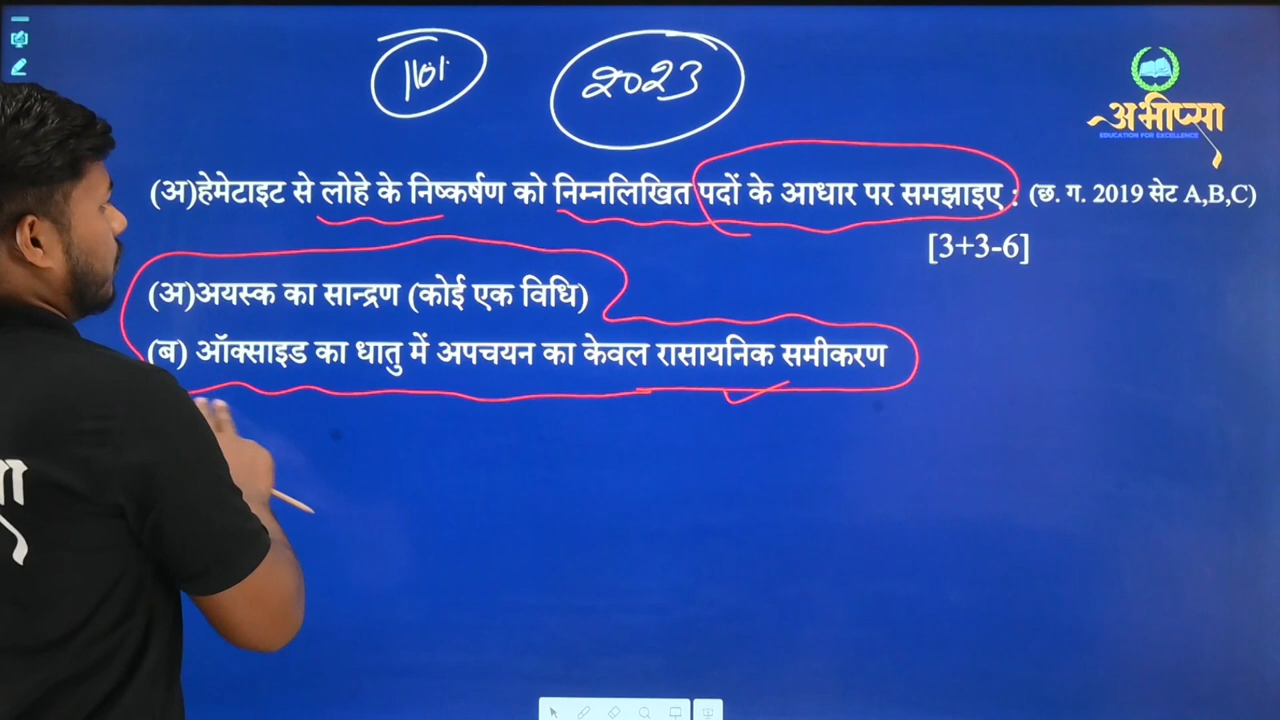 2023
अभीप्सा
EDUCATION FOR EXCELLENCE
(अ)हेमेटाइट से लोहे के निष्कर्षण को निम्नलिखित पदों के आधार पर समझाइए : (छ. ग. 2019 सेट A,B,C)
[3+3-6]
(अ)अयस्क का सान्द्रण (कोई एक विधि)
(ब) ऑक्साइड का धातु में अपचयन का केवल रासायनिक समीकरण